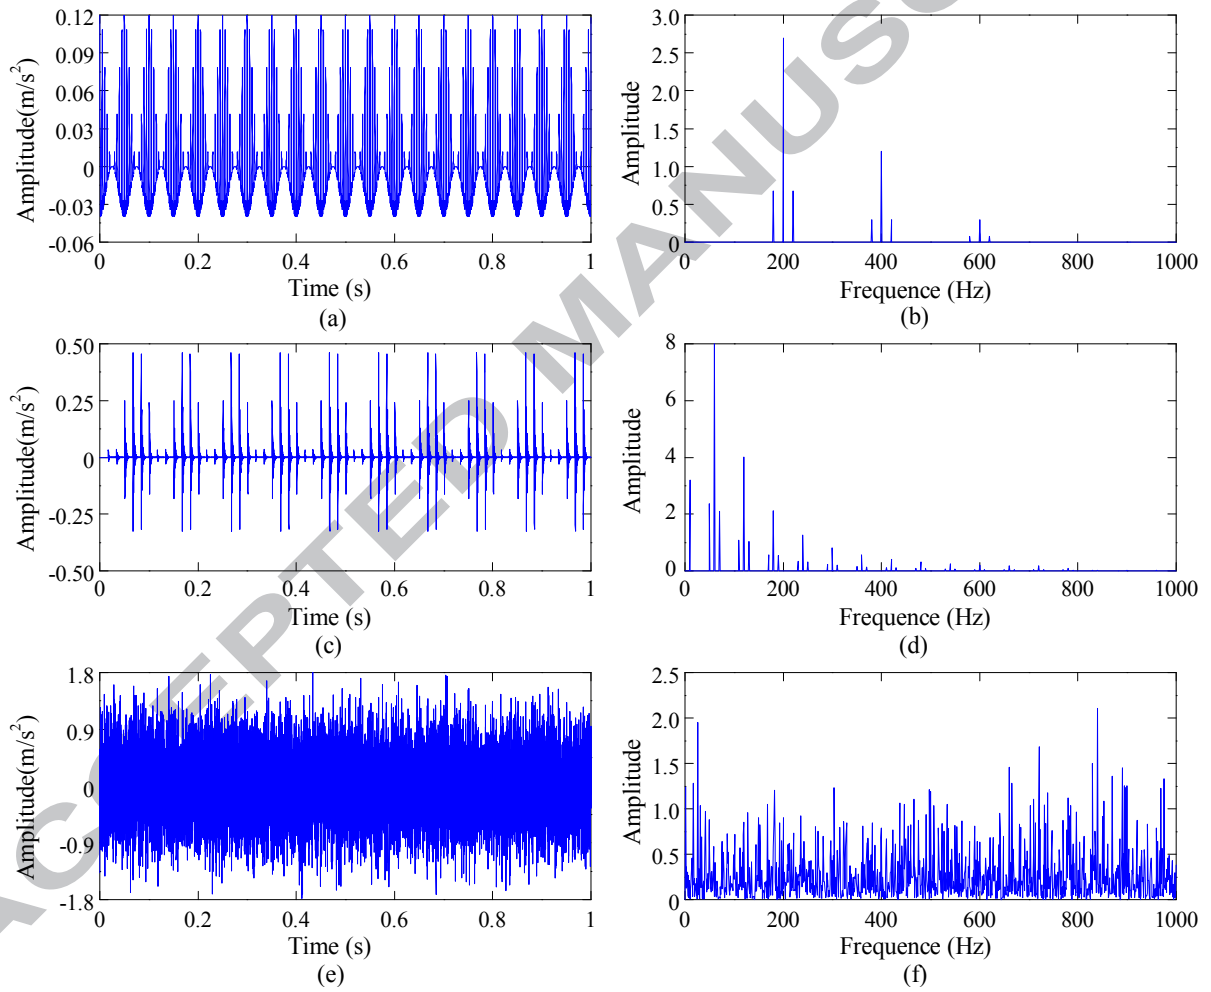 ACCEPTED MANUSC
0.12
0.09
0.06
0.03
0
-0.03
-0.06
Amplitude(m/s²)
0 0.2 0.4 0.6 0.8 1
Time (s)
(a)
3.0
2.5
2.0
1.5
1.0
0.5
0
Amplitude
0 200 400 600 800 1000
Frequence (Hz)
(b)
0.50
0.25
0
-0.25
-0.50
Amplitude(m/s²)
0 0.2 0.4 0.6 0.8 1
Time (s)
(c)
8
6
4
2
0
Amplitude
0 200 400 600 800 1000
Frequence (Hz)
(d)
1.8
0.9
0
-0.9
-1.8
Amplitude(m/s²)
0 0.2 0.4 0.6 0.8 1
Time (s)
(e)
2.5
2.0
1.5
1.0
0.5
0
Amplitude
0 200 400 600 800 1000
Frequence (Hz)
(f)